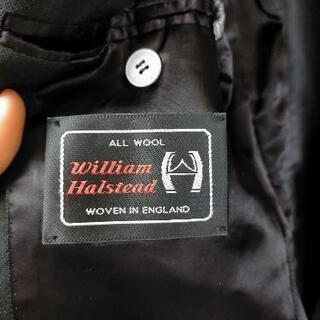 ALL WOOL
William
Halstead
WOVEN IN ENGLAND